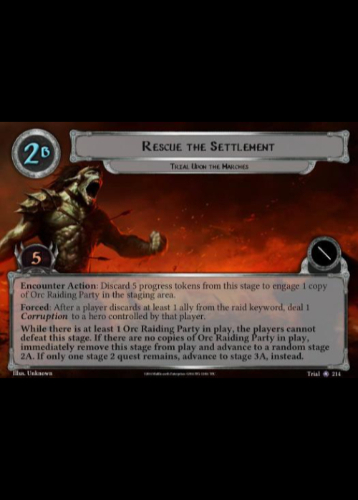 2B
RESCUE THE SETTLEMENT
TRIAL UPON THE MARCHES
5
Encounter Action: Discard 5 progress tokens from this stage to engage 1 copy
of Orc Raiding Party in the staging area.
Forced: After a player discards at least 1 ally from the raid keyword, deal 1
Corruption to a hero controlled by that player.
While there is at least 1 Orc Raiding Party in play, the players cannot
defeat this stage. If there are no copies of Orc Raiding Party in play,
immediately remove this stage from play and advance to a random stage
2A. If only one stage 2 quest remains, advance to stage 3A, instead.
Illus. Unknown
Trial 214